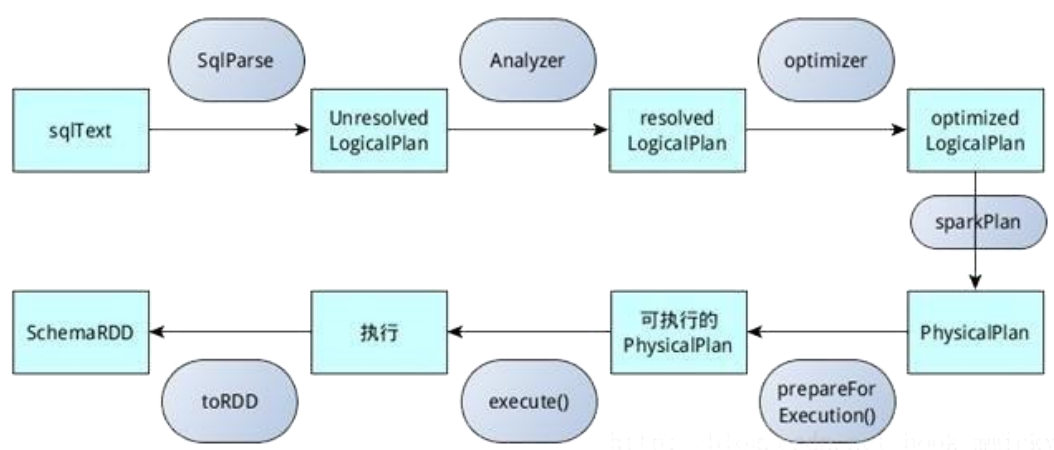 SqlParse
Analyzer
optimizer
sqlText
Unresolved
LogicalPlan
resolved
LogicalPlan
optimized
LogicalPlan
sparkPlan
SchemaRDD
执行
可执行的
PhysicalPlan
PhysicalPlan
toRDD
execute()
prepareFor
Execution()